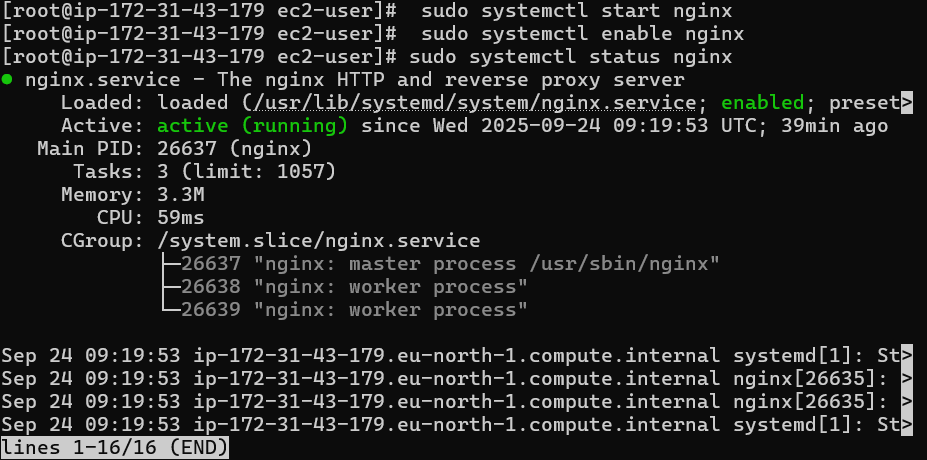 [root@ip-172-31-43-179 ec2-user]#  sudo systemctl start nginx
[root@ip-172-31-43-179 ec2-user]#  sudo systemctl enable nginx
[root@ip-172-31-43-179 ec2-user]# sudo systemctl status nginx
● nginx.service - The nginx HTTP and reverse proxy server
     Loaded: loaded (/usr/lib/systemd/system/nginx.service; enabled; preset>
     Active: active (running) since Wed 2025-09-24 09:19:53 UTC; 39min ago
   Main PID: 26637 (nginx)
      Tasks: 3 (limit: 1057)
     Memory: 3.3M
        CPU: 59ms
     CGroup: /system.slice/nginx.service
             ├─26637 "nginx: master process /usr/sbin/nginx"
             ├─26638 "nginx: worker process"
             └─26639 "nginx: worker process"

Sep 24 09:19:53 ip-172-31-43-179.eu-north-1.compute.internal systemd[1]: St>
Sep 24 09:19:53 ip-172-31-43-179.eu-north-1.compute.internal nginx[26635]: >
Sep 24 09:19:53 ip-172-31-43-179.eu-north-1.compute.internal nginx[26635]: >
Sep 24 09:19:53 ip-172-31-43-179.eu-north-1.compute.internal systemd[1]: St>
lines 1-16/16 (END)